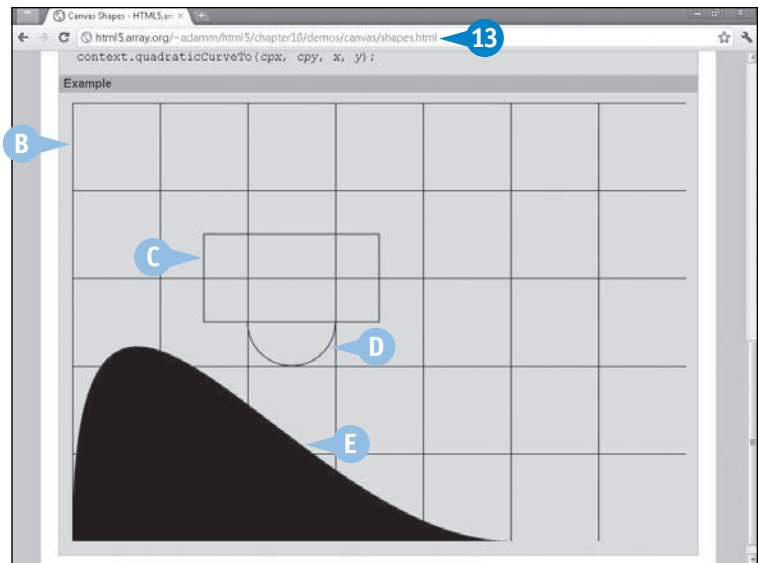 Canvas Shapes - HTML5.arr
html5.array.org/~adamm/html5/chapter10/demos/canvas/shapes.html
13
context.quadraticCurveTo(cpx, cpy, x, y);
Example
B
C
D
E